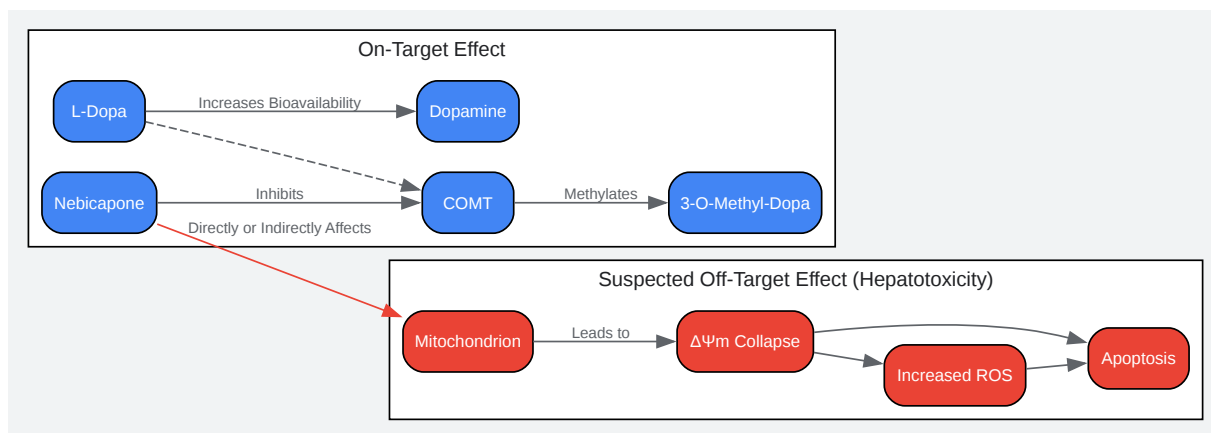 On-Target Effect
L-Dopa
Increases Bioavailability
Dopamine
Nebicapone
Inhibits
COMT
Methylates
3-O-Methyl-Dopa
Directly or Indirectly Affects
Suspected Off-Target Effect (Hepatotoxicity)
Mitochondrion
Leads to
ΔΨm Collapse
Increased ROS
Apoptosis